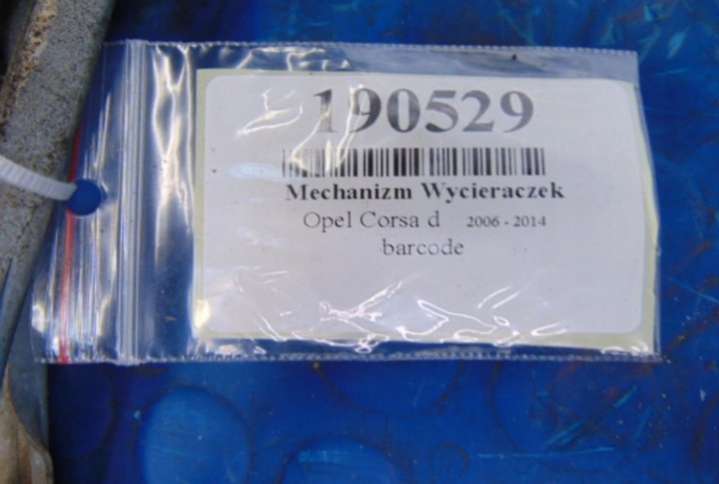 190529
Mechanizm Wycieraczek
Opel Corsa d 2006 - 2014
barcode